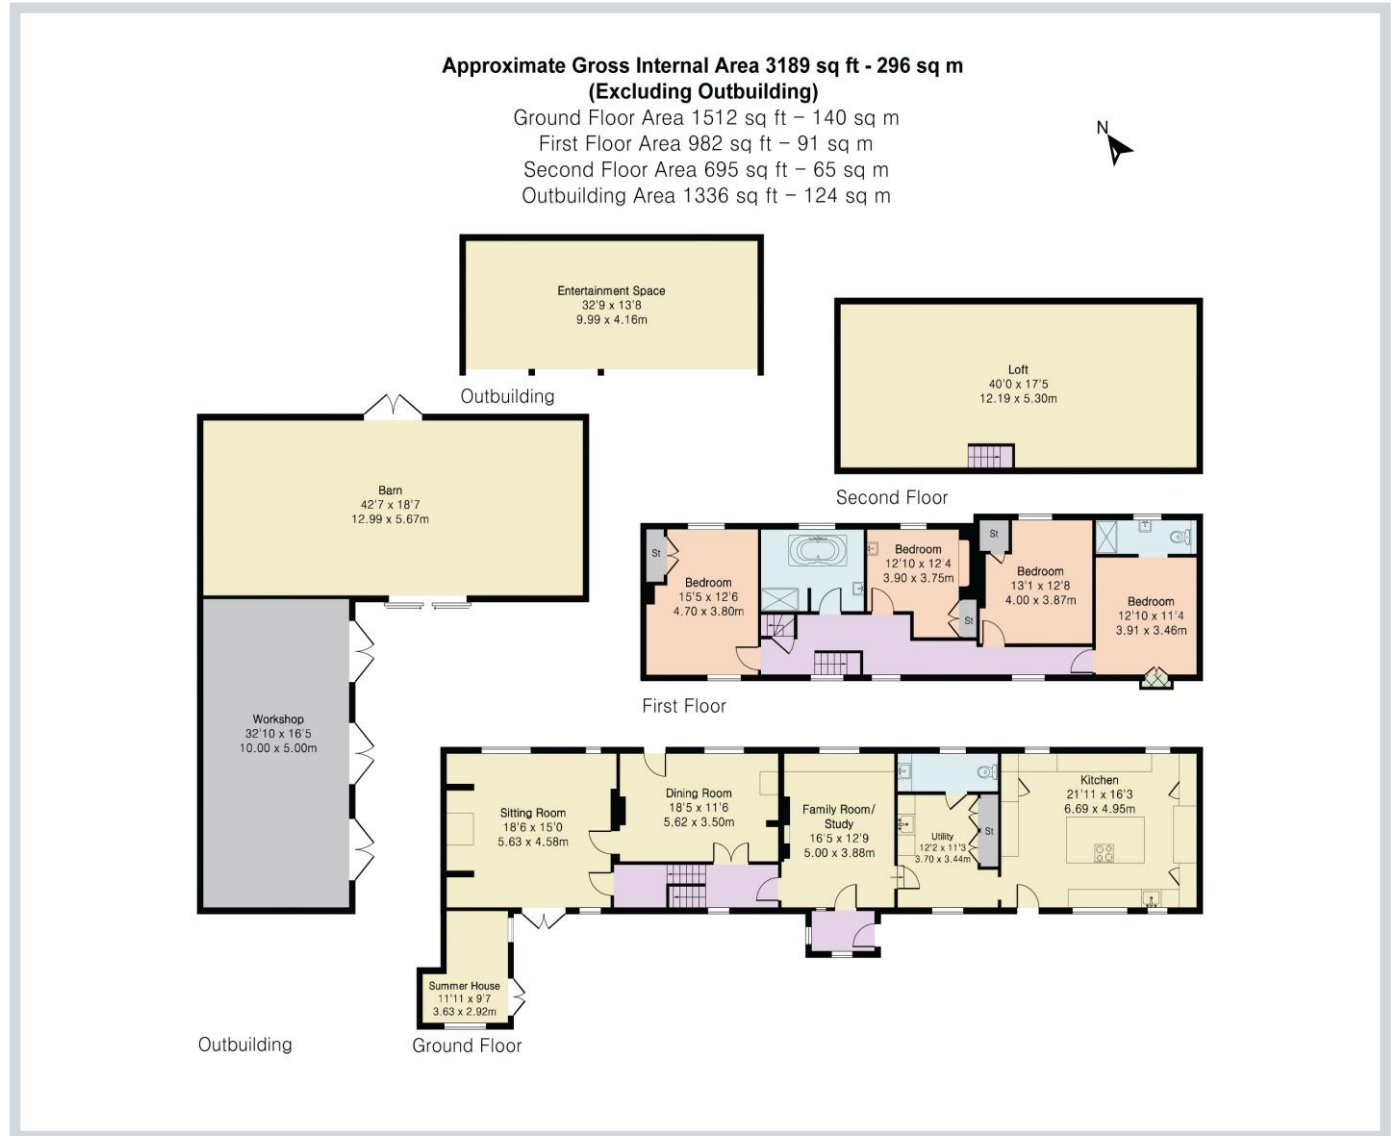 Approximate Gross Internal Area 3189 sq ft - 296 sq m
(Excluding Outbuilding)
Ground Floor Area 1512 sq ft – 140 sq m
First Floor Area 982 sq ft – 91 sq m
Second Floor Area 695 sq ft – 65 sq m
Outbuilding Area 1336 sq ft – 124 sq m
N
Entertainment Space
32'9 x 13'8
9.99 x 4.16m
Outbuilding
Loft
40'0 x 17'5
12.19 x 5.30m
Second Floor
Barn
42'7 x 18'7
12.99 x 5.67m
St
Bedroom
15'5 x 12'6
4.70 x 3.80m
Bedroom
12'10 x 12'4
3.90 x 3.75m
St
St
Bedroom
13'1 x 12'8
4.00 x 3.87m
Bedroom
12'10 x 11'4
3.91 x 3.46m
First Floor
Workshop
32'10 x 16'5
10.00 x 5.00m
Sitting Room
18'6 x 15'0
5.63 x 4.58m
Dining Room
18'5 x 11'6
5.62 x 3.50m
Family Room/
Study
16'5 x 12'9
5.00 x 3.88m
Utility
12'2 x 11'3
3.70 x 3.44m
St
Kitchen
21'11 x 16'3
6.69 x 4.95m
Summer House
11'11 x 9'7
3.63 x 2.92m
Outbuilding
Ground Floor